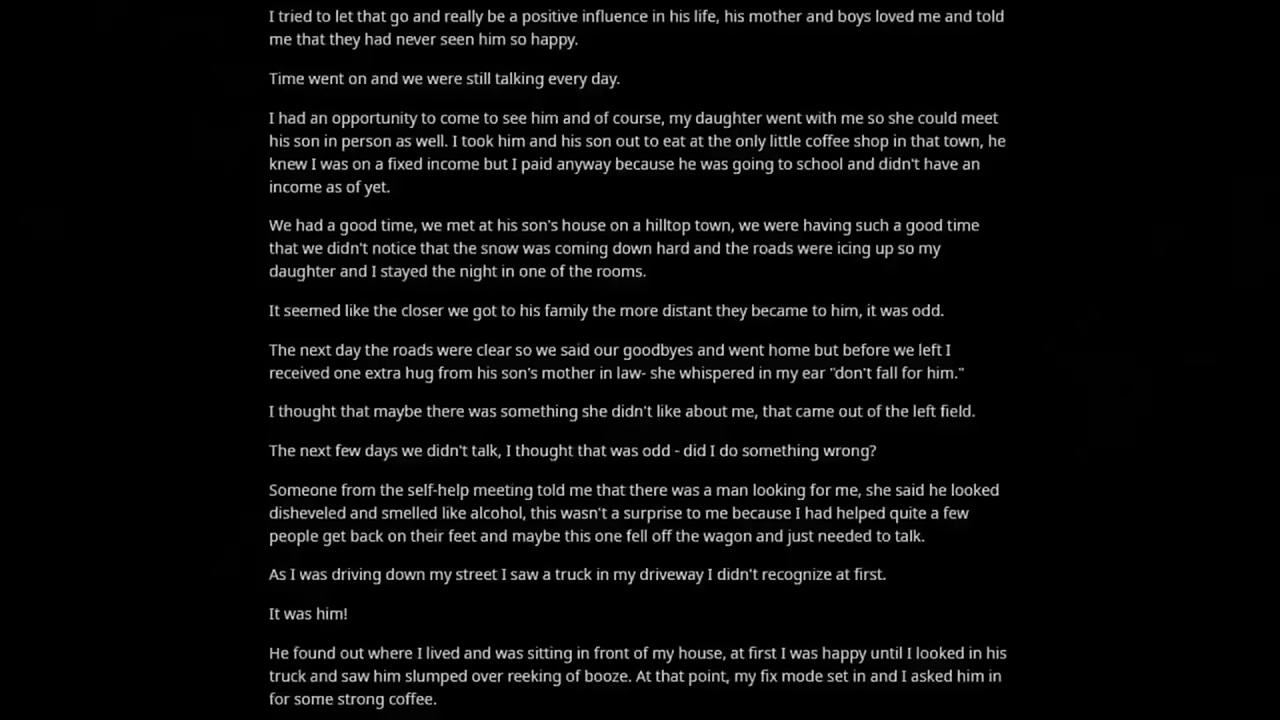 I tried to let that go and really be a positive influence in his life, his mother and boys loved me and told
me that they had never seen him so happy.
Time went on and we were still talking every day.
I had an opportunity to come to see him and of course, my daughter went with me so she could meet
his son in person as well. I took him and his son out to eat at the only little coffee shop in that town, he
knew I was on a fixed income but I paid anyway because he was going to school and didn't have an
income as of yet.
We had a good time, we met at his son's house on a hilltop town, we were having such a good time
that we didn't notice that the snow was coming down hard and the roads were icing up so my
daughter and I stayed the night in one of the rooms.
It seemed like the closer we got to his family the more distant they became to him, it was odd.
The next day the roads were clear so we said our goodbyes and went home but before we left I
received one extra hug from his son's mother in law- she whispered in my ear "don't fall for him."
I thought that maybe there was something she didn't like about me, that came out of the left field.
The next few days we didn't talk, I thought that was odd - did I do something wrong?
Someone from the self-help meeting told me that there was a man looking for me, she said he looked
disheveled and smelled like alcohol, this wasn't a surprise to me because I had helped quite a few
people get back on their feet and maybe this one fell off the wagon and just needed to talk.
As I was driving down my street I saw a truck in my driveway I didn't recognize at first.
It was him!
He found out where I lived and was sitting in front of my house, at first I was happy until I looked in his
truck and saw him slumped over reeking of booze. At that point, my fix mode set in and I asked him in
for some strong coffee.